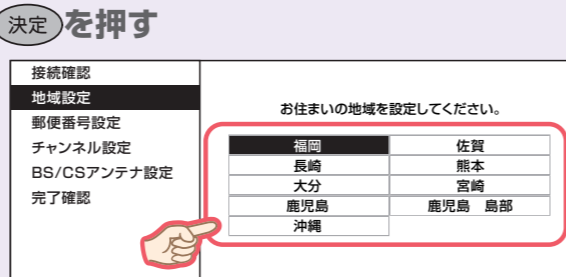 決定を押す
接続確認
地域設定
郵便番号設定
チャンネル設定
BS/CSアンテナ設定
完了確認
お住まいの地域を設定してください。
福岡 佐賀
長崎 熊本
大分 宮崎
鹿児島 鹿児島 島部
沖縄